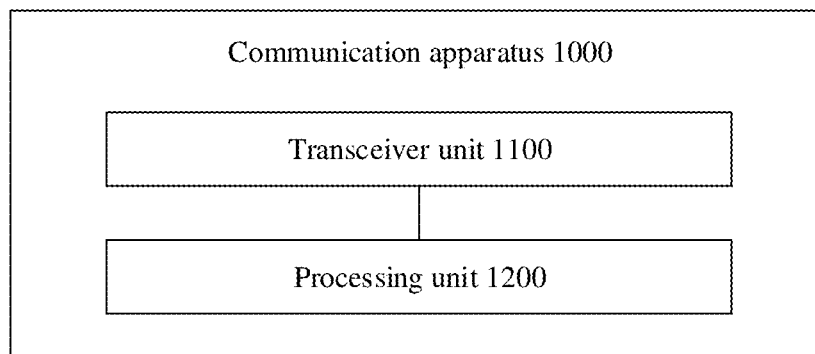 Communication apparatus 1000
Transceiver unit 1100
Processing unit 1200